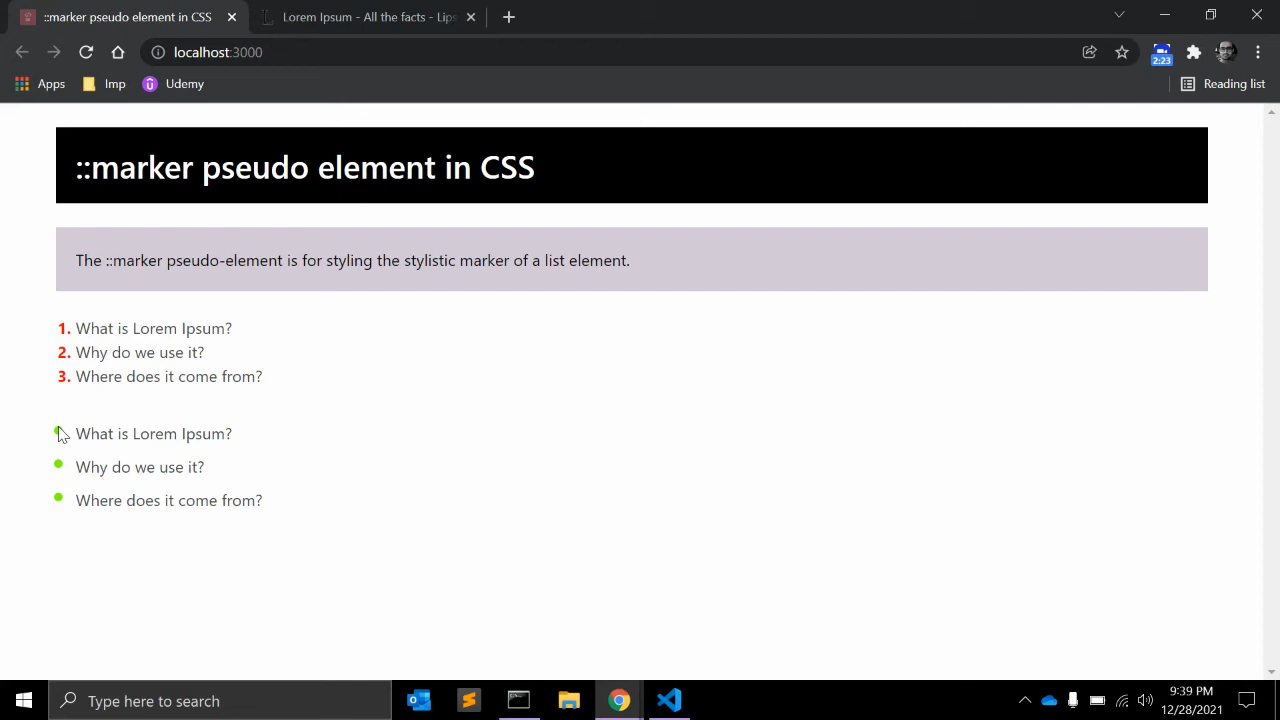 ::marker pseudo element in CSS
Lorem Ipsum - All the facts - Lips
localhost:3000
2:23
Apps
Imp
Udemy
Reading list
::marker pseudo element in CSS
The ::marker pseudo-element is for styling the stylistic marker of a list element.
1. What is Lorem Ipsum?
2. Why do we use it?
3. Where does it come from?
What is Lorem Ipsum?
Why do we use it?
Where does it come from?
Type here to search
9:39 PM
12/28/2021